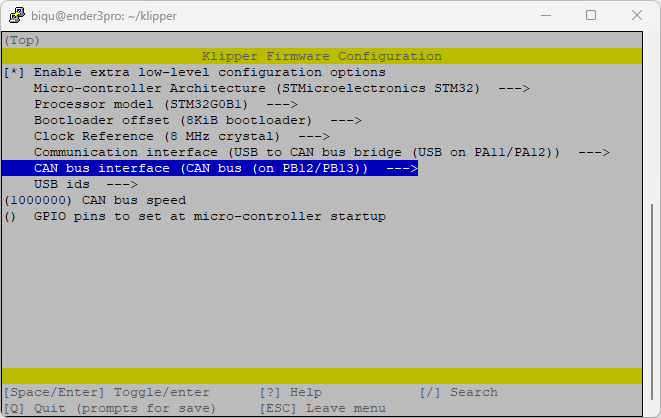 biqu@ender3pro: ~/klipper
(Top)
Klipper Firmware Configuration
[*] Enable extra low-level configuration options
Micro-controller Architecture (STMicroelectronics STM32)  --->
Processor model (STM32G0B1)  --->
Bootloader offset (8KiB bootloader)  --->
Clock Reference (8 MHz crystal)  --->
Communication interface (USB to CAN bus bridge (USB on PA11/PA12))  --->
CAN bus interface (CAN bus (on PB12/PB13))  --->
USB ids  --->
(1000000) CAN bus speed
()  GPIO pins to set at micro-controller startup
[Space/Enter] Toggle/enter [?] Help [/] Search
[Q] Quit (prompts for save) [ESC] Leave menu